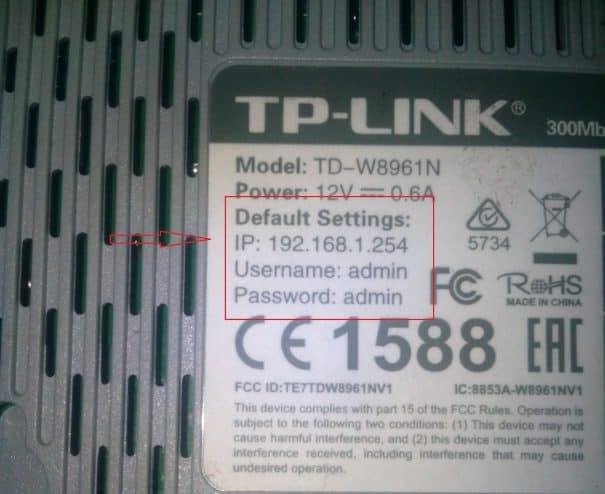 TP-LINK® 300Mb
Model: TD-W8961N
Power: 12V 0.6A
Default Settings:
IP: 192.168.1.254
Username: admin
Password: admin
5734
FC RoHS
MADE IN CHINA
CE 1588 EAC
FCC ID:TE7TDW8961NV1 IC:8853A-W8961NV1
This device complies with part 15 of the FCC Rules. Operation is
subject to the following two conditions: (1) This device may not
cause harmful interference, and (2) this device must accept any
interference received, including interference that may cause
undesired operation.